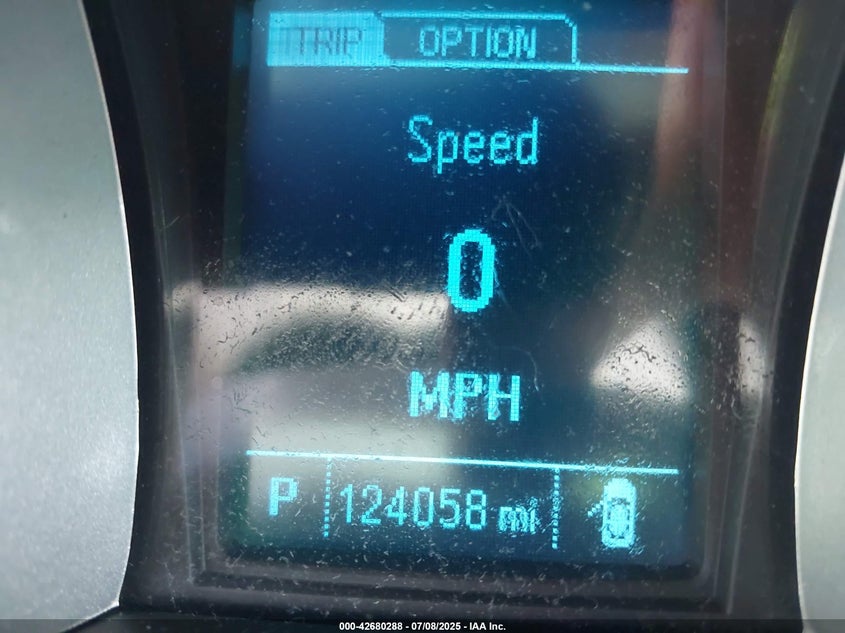 TRIP OPTION
Speed
0
MPH
P 124058 mi
000-42680288 - 07/08/2025 - IAA Inc.